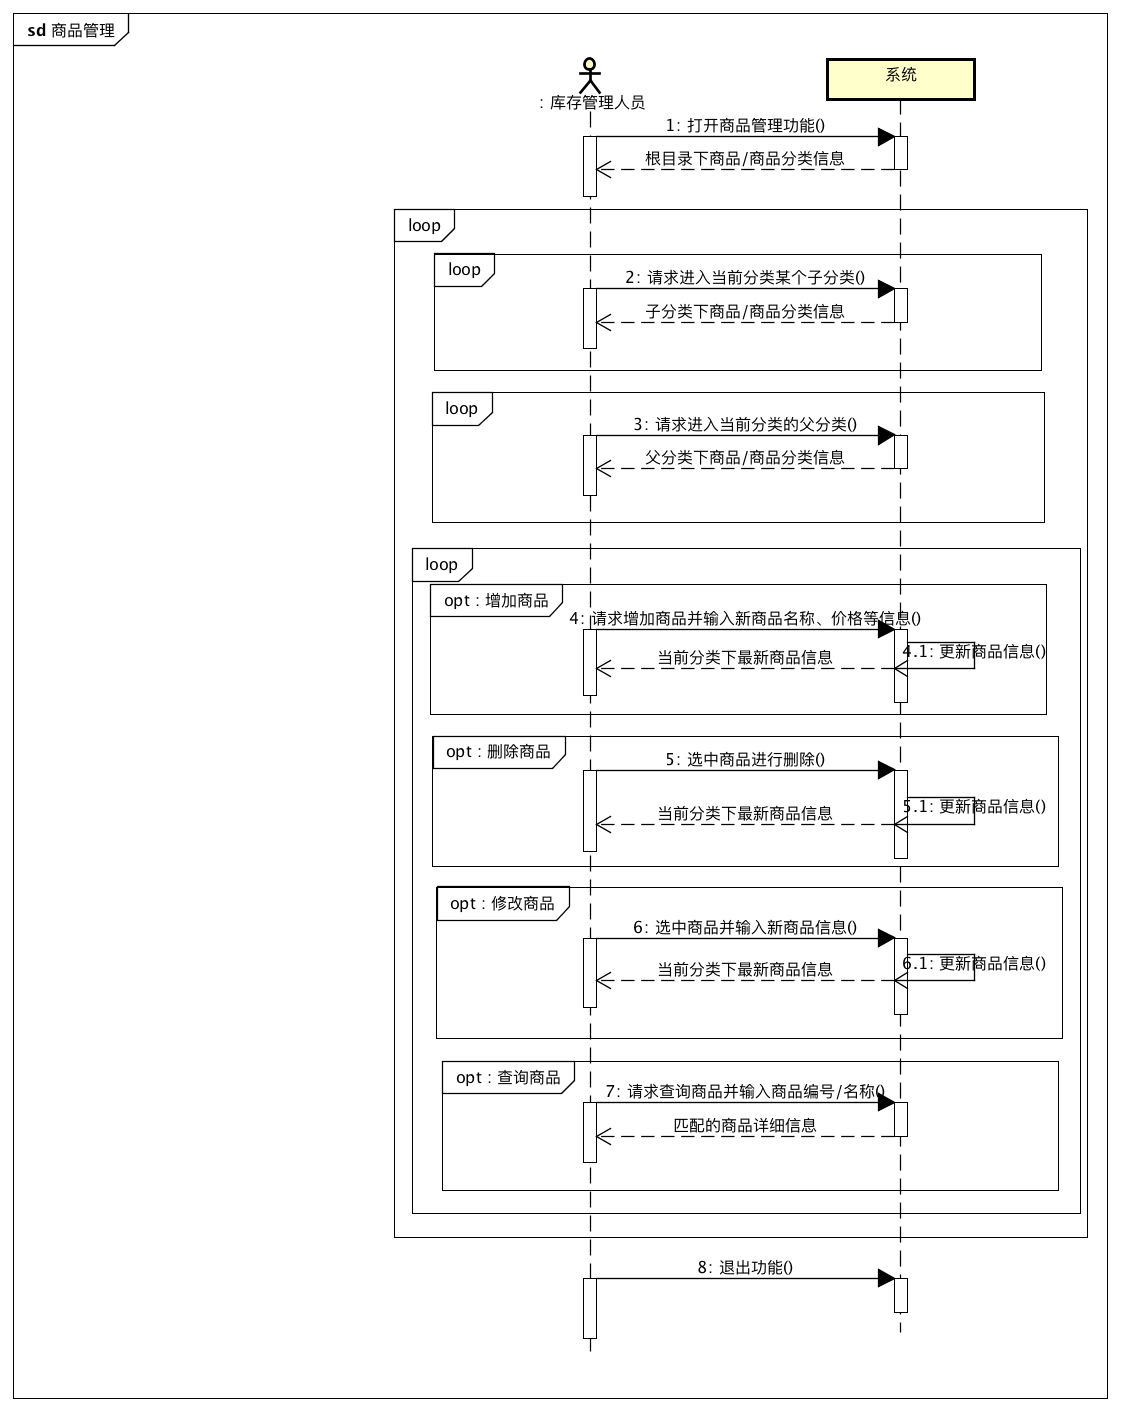 sd 商品管理
: 库存管理人员
系统
1: 打开商品管理功能()
根目录下商品/商品分类信息
loop
loop
2: 请求进入当前分类某个子分类()
子分类下商品/商品分类信息
loop
3: 请求进入当前分类的父分类()
父分类下商品/商品分类信息
loop
opt : 增加商品
4: 请求增加商品并输入新商品名称、价格等信息()
4.1: 更新商品信息()
当前分类下最新商品信息
opt : 删除商品
5: 选中商品进行删除()
5.1: 更新商品信息()
当前分类下最新商品信息
opt : 修改商品
6: 选中商品并输入新商品信息()
6.1: 更新商品信息()
当前分类下最新商品信息
opt : 查询商品
7: 请求查询商品并输入商品编号/名称()
匹配的商品详细信息
8: 退出功能()